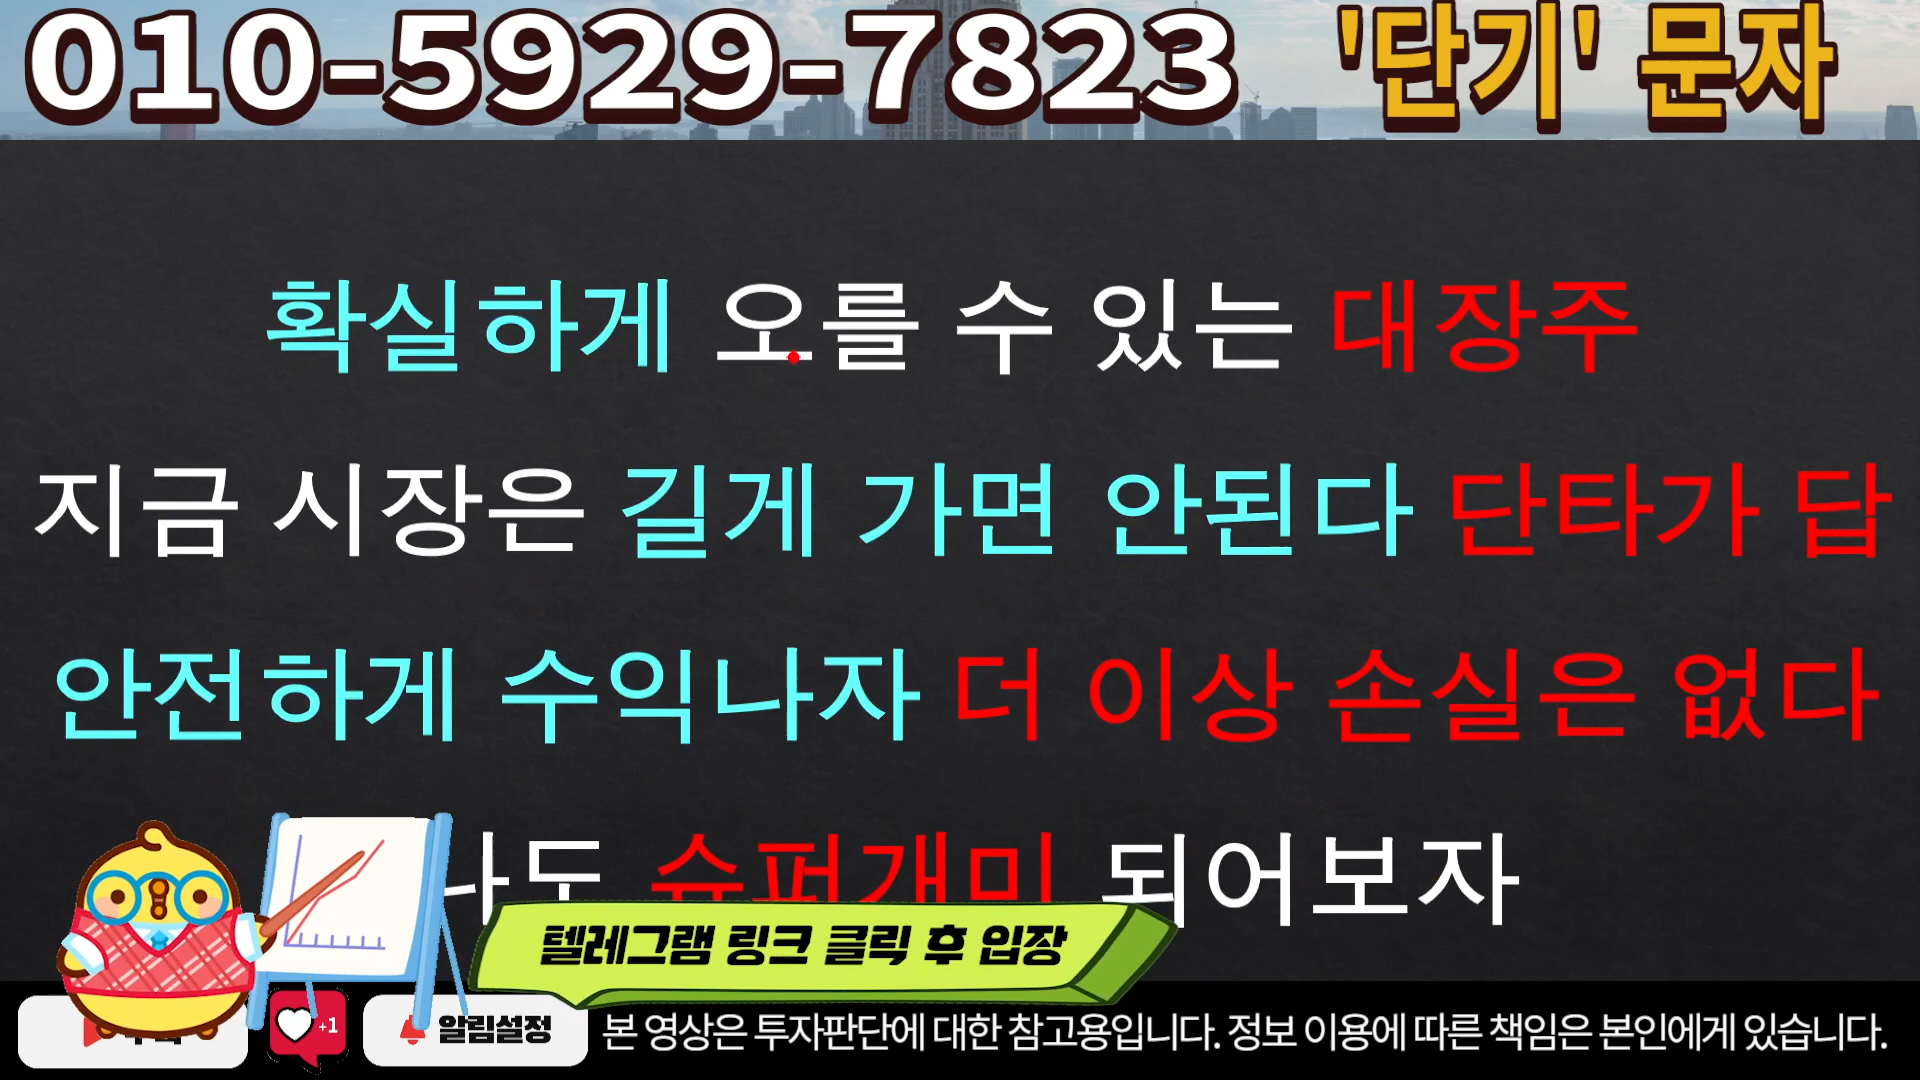 010-5929-7823 '단기' 문자
확실하게 오를 수 있는 대장주
지금 시장은 길게 가면 안된다 단타가 답
안전하게 수익나자 더 이상 손실은 없다
슈퍼개미 되어보자
텔레그램 링크 클릭 후 입장
+1
알림설정
본 영상은 투자판단에 대한 참고용입니다. 정보 이용에 따른 책임은 본인에게 있습니다.